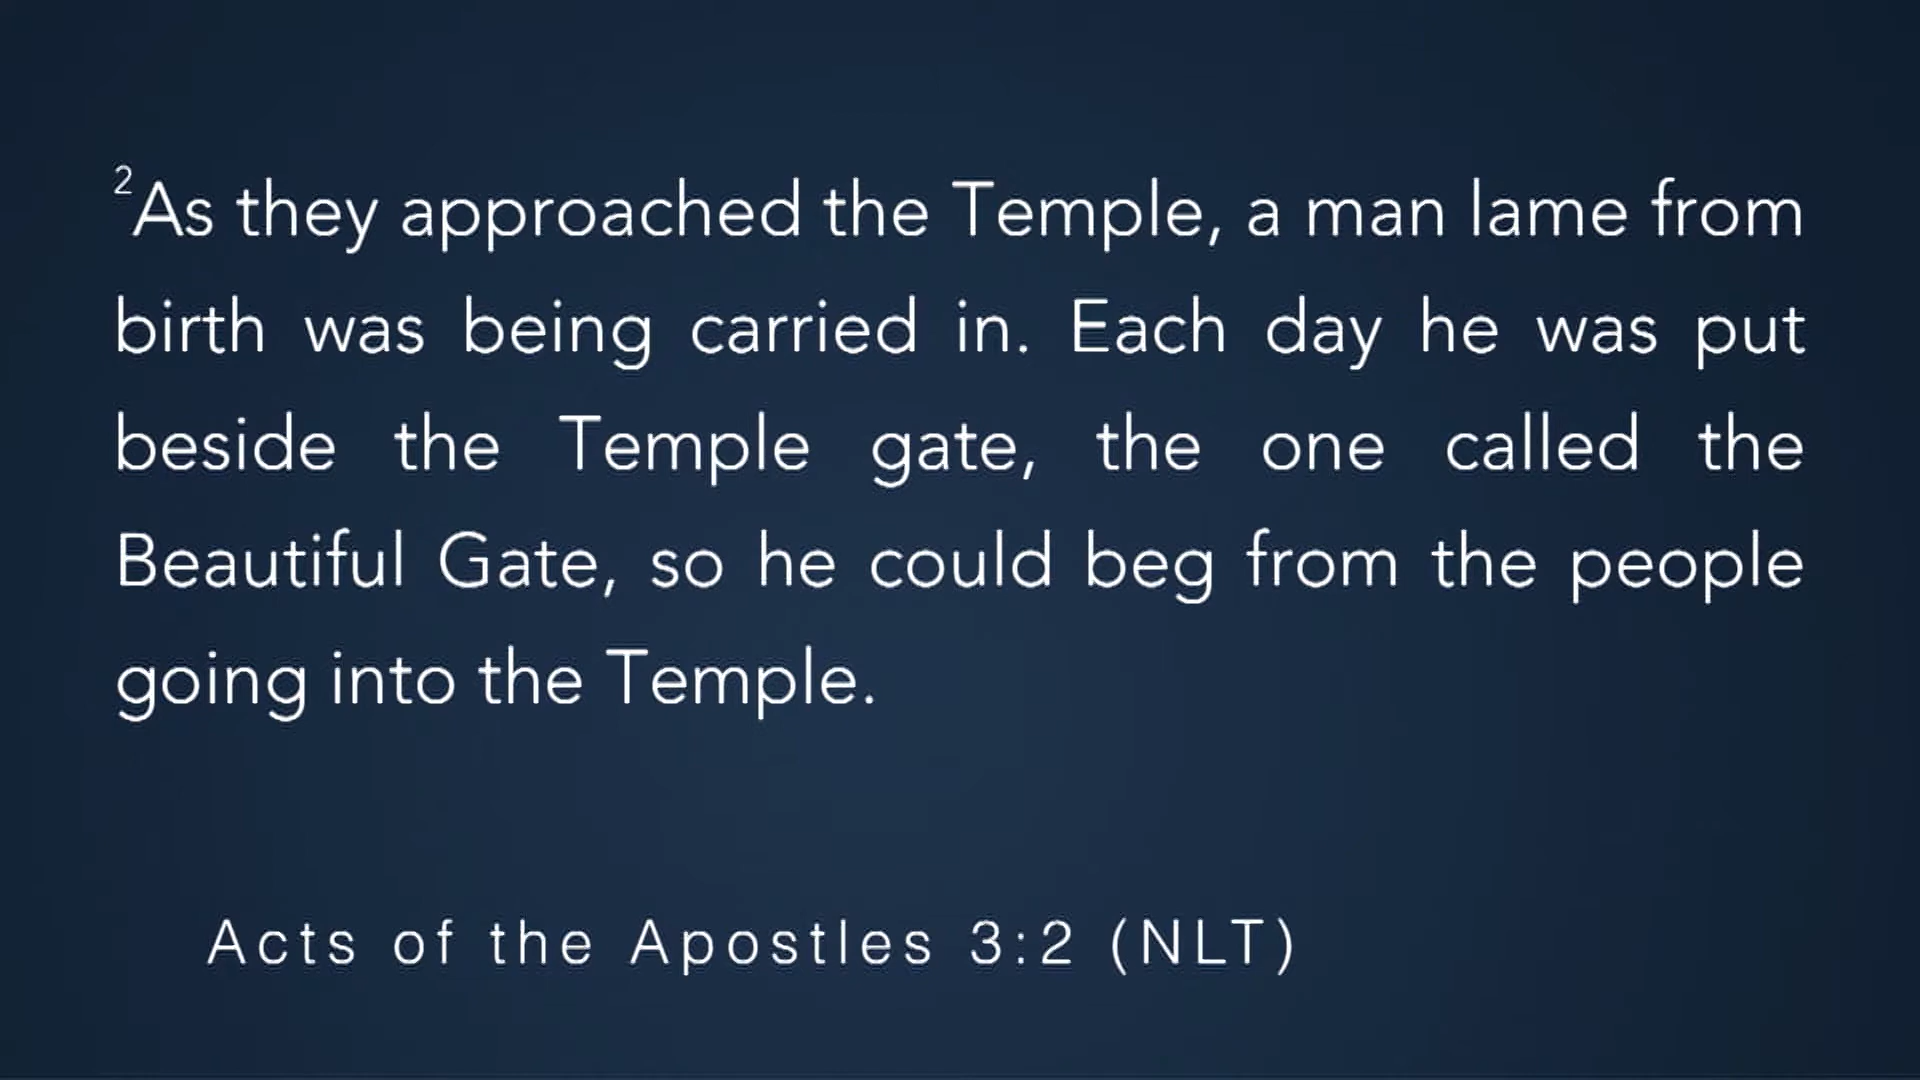 ²As they approached the Temple, a man lame from
birth was being carried in. Each day he was put
beside the Temple gate, the one called the
Beautiful Gate, so he could beg from the people
going into the Temple.
Acts of the Apostles 3:2 (NLT)